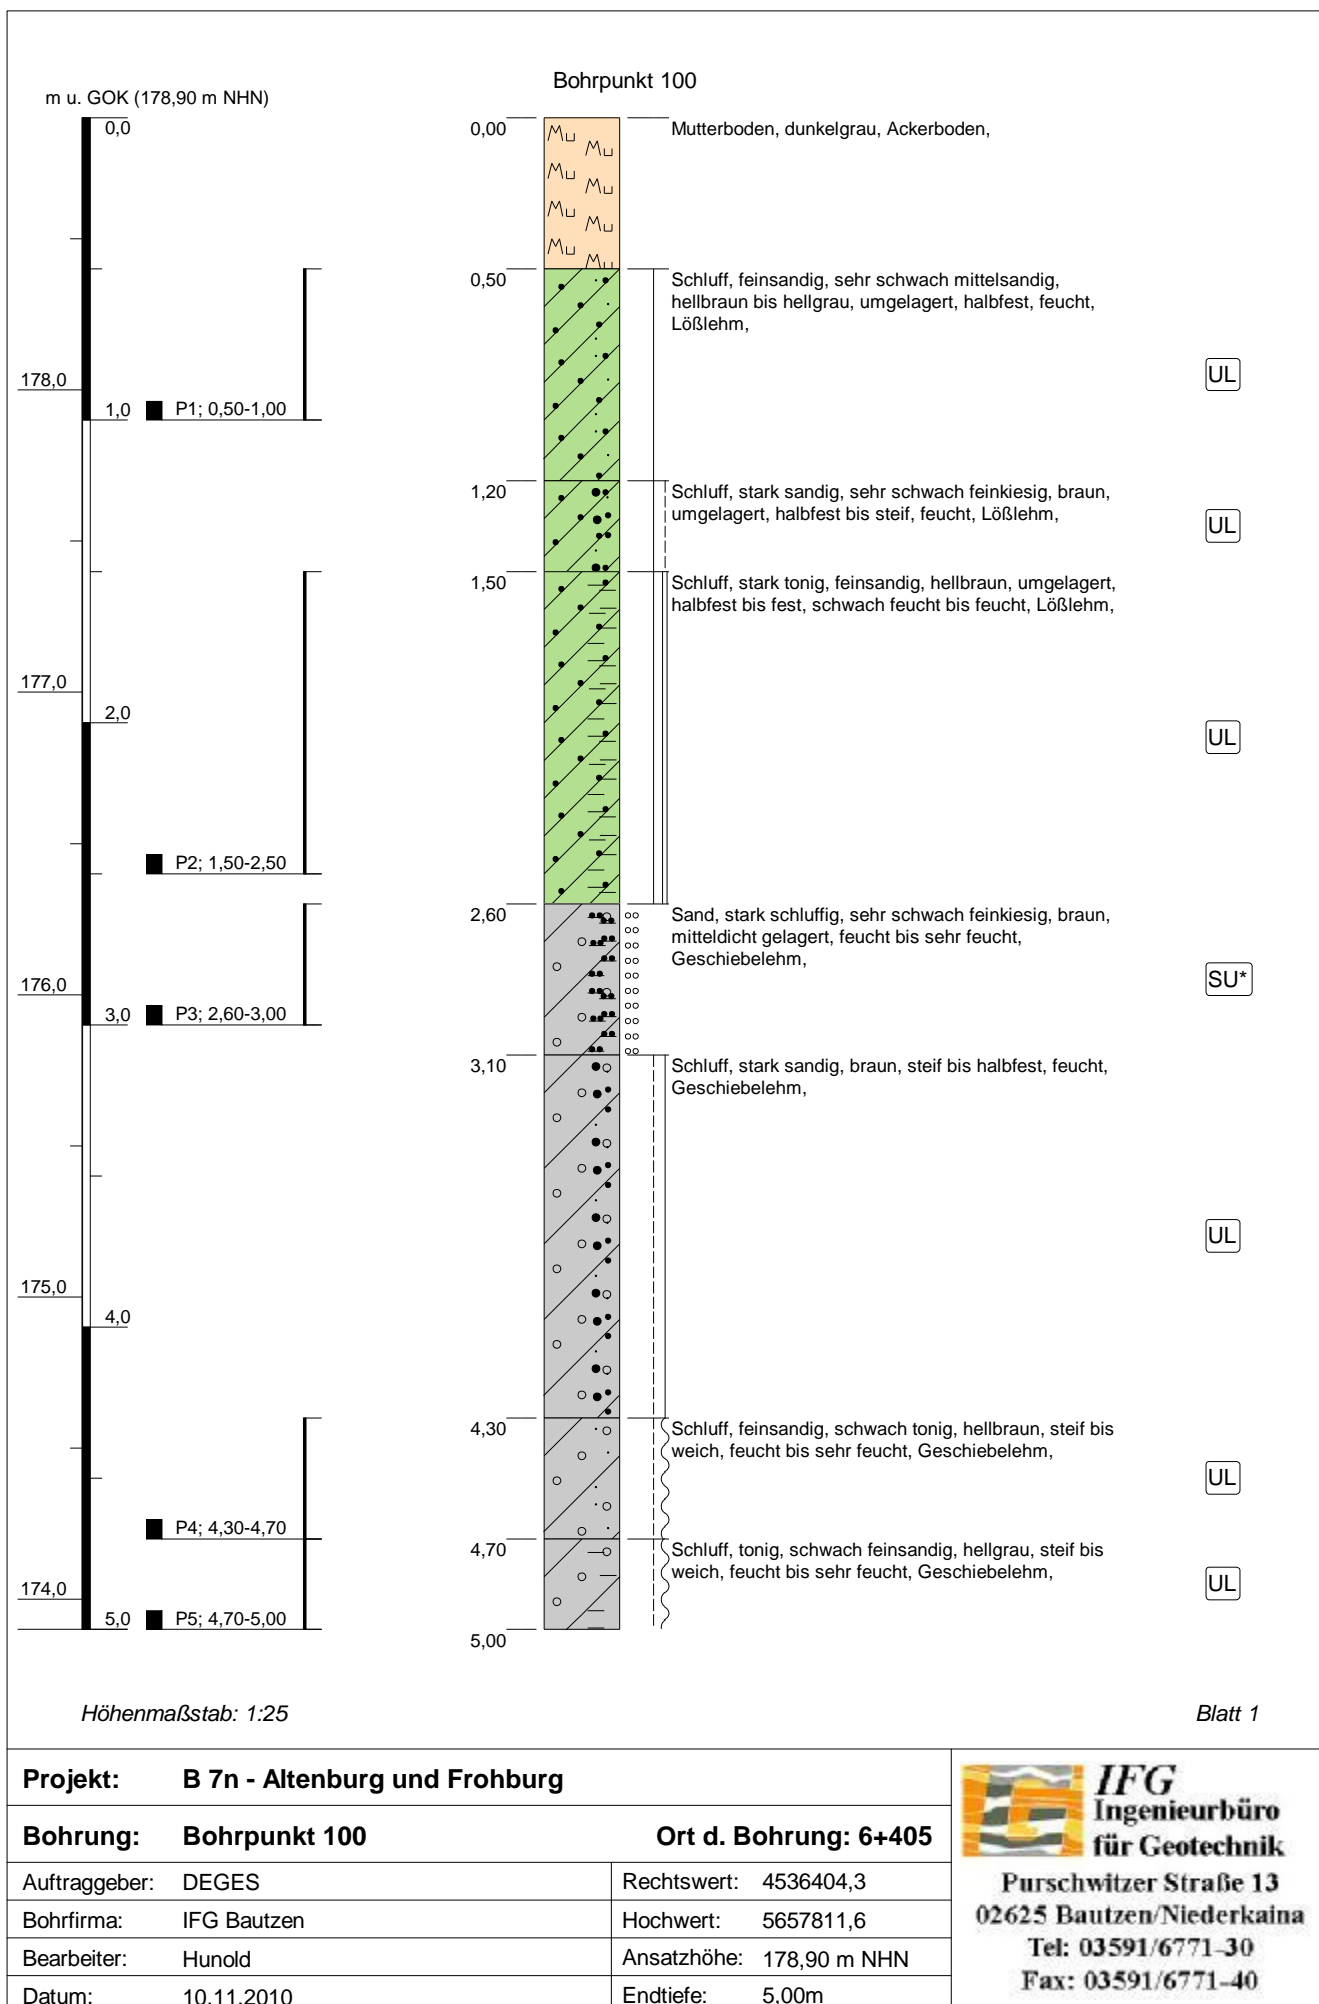 Bohrpunkt 100
m u. GOK (178,90 m NHN)
0,0
0,00
Mutterboden, dunkelgrau, Ackerboden,
0,50
Schluff, feinsandig, sehr schwach mittelsandig,
hellbraun bis hellgrau, umgelagert, halbfest, feucht,
Lößlehm,
178,0
UL
1,0
P1; 0,50-1,00
1,20
Schluff, stark sandig, sehr schwach feinkiesig, braun,
umgelagert, halbfest bis steif, feucht, Lößlehm,
UL
1,50
Schluff, stark tonig, feinsandig, hellbraun, umgelagert,
halbfest bis fest, schwach feucht bis feucht, Lößlehm,
177,0
2,0
UL
P2; 1,50-2,50
2,60
Sand, stark schluffig, sehr schwach feinkiesig, braun,
mitteldicht gelagert, feucht bis sehr feucht,
Geschiebelehm,
176,0
SU*
3,0
P3; 2,60-3,00
3,10
Schluff, stark sandig, braun, steif bis halbfest, feucht,
Geschiebelehm,
UL
175,0
4,0
4,30
Schluff, feinsandig, schwach tonig, hellbraun, steif bis
weich, feucht bis sehr feucht, Geschiebelehm,
UL
P4; 4,30-4,70
4,70
Schluff, tonig, schwach feinsandig, hellgrau, steif bis
weich, feucht bis sehr feucht, Geschiebelehm,
174,0
UL
5,0
P5; 4,70-5,00
5,00
Höhenmaßstab: 1:25
Blatt 1
Projekt: B 7n - Altenburg und Frohburg
Bohrung: Bohrpunkt 100
Ort d. Bohrung: 6+405
Auftraggeber: DEGES
Rechtswert: 4536404,3
Bohrfirma: IFG Bautzen
Hochwert: 5657811,6
Bearbeiter: Hunold
Ansatzhöhe: 178,90 m NHN
Datum: 10.11.2010
Endtiefe: 5,00m
IFG
Ingenieurbüro
für Geotechnik
Purschwitzer Straße 13
02625 Bautzen/Niederkaina
Tel: 03591/6771-30
Fax: 03591/6771-40